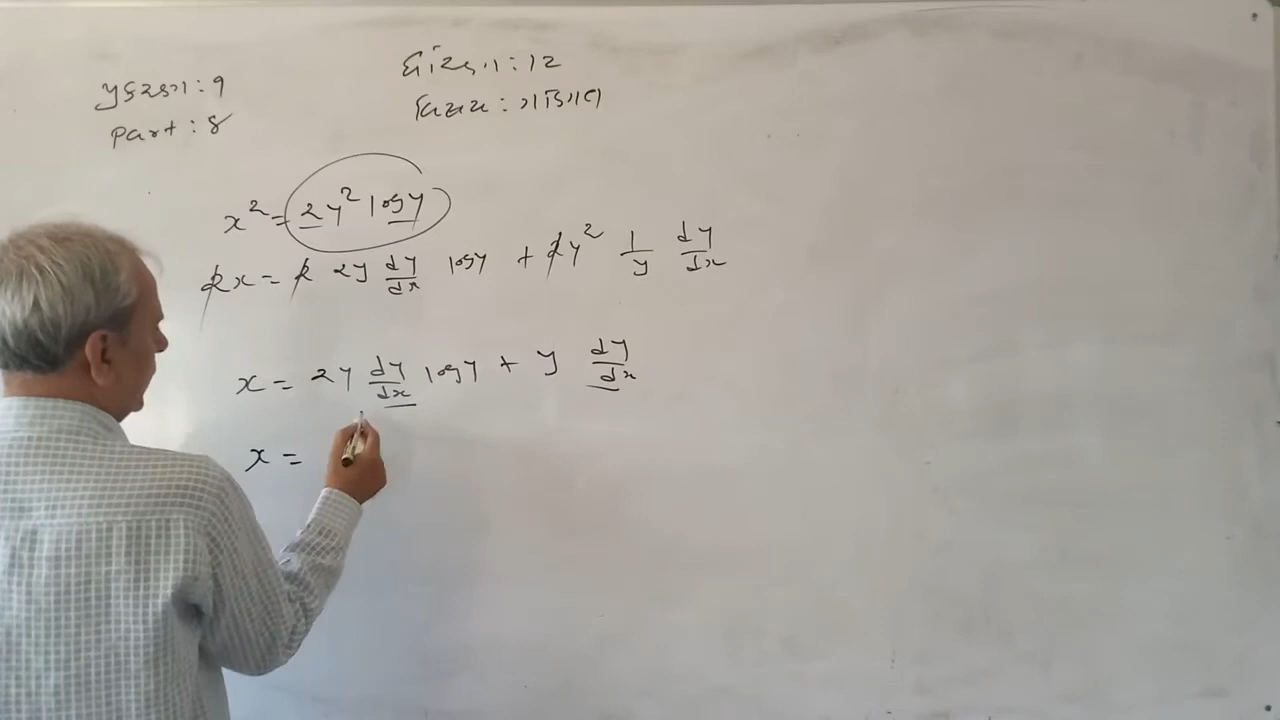 પ્રકરણ : 9
Part : 8
ધોરણ : 12
વિષય : ગણિત
x² = 2y² log y
2x = 2 2y dy/dx log y + 2y² 1/y dy/dx
x = 2y dy/dx log y + y dy/dx
x =